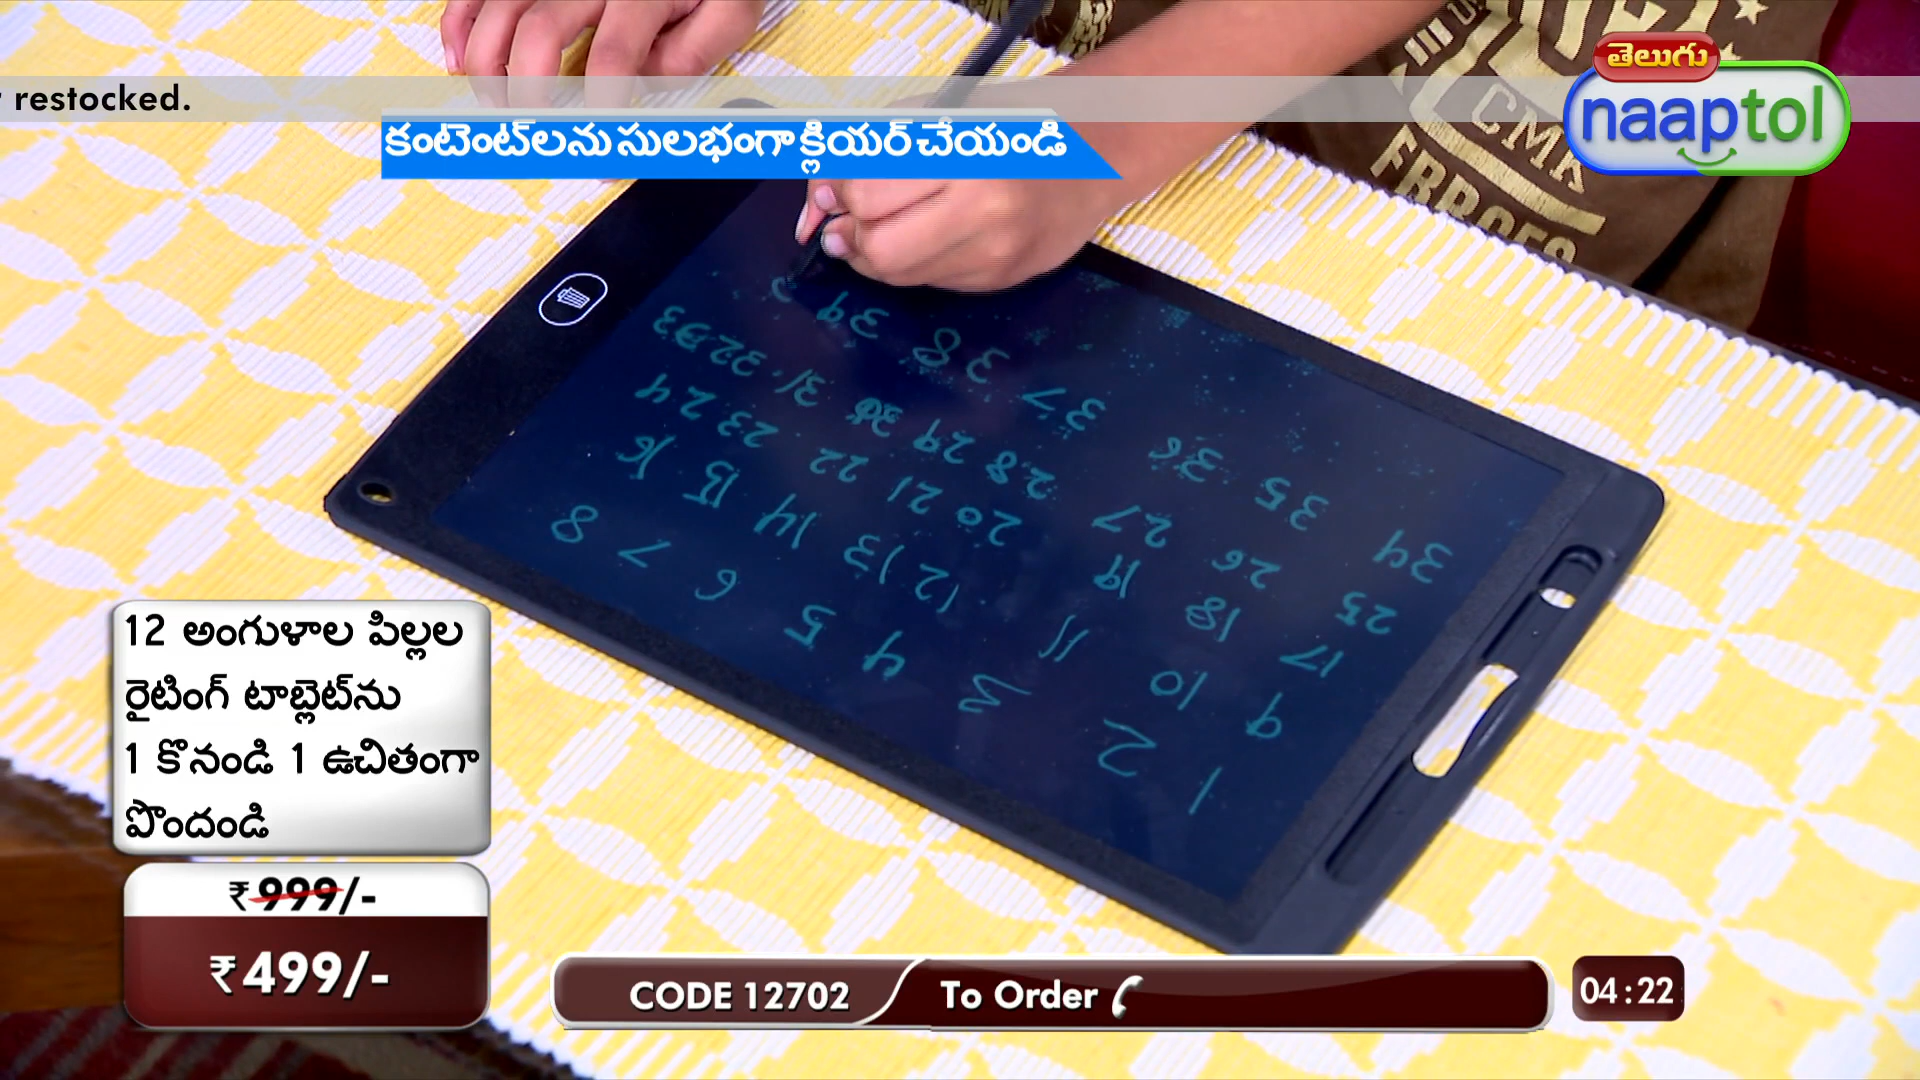 తెలుగు
naaptol
restocked.
కంటెంట్‌లను సులభంగా క్లియర్ చేయండి
CMR
1 2 3 4 5 6 7 8
9 10 11 12 13 14 15 16
17 18 19 20 21 22 23 24
25 26 27 28 29 30 31, 32 33
34 35 36 37 38 39
12 అంగుళాల పిల్లల
రైటింగ్ టాబ్లెట్‌ను
1 కొనండి 1 ఉచితంగా
పొందండి
₹999/-
₹499/-
CODE 12702
To Order
04:22